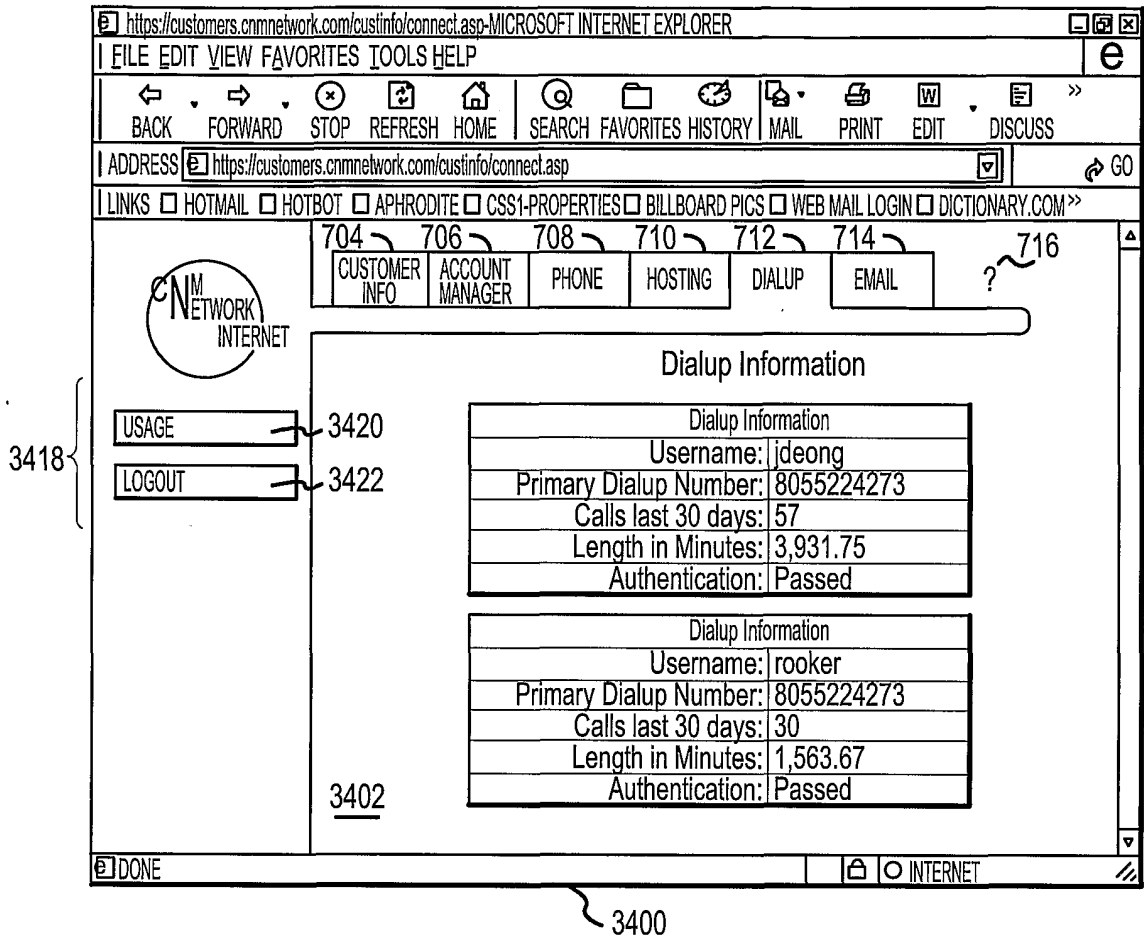 https://customers.cnmnetwork.com/custinfo/connect.asp-MICROSOFT INTERNET EXPLORER
FILE EDIT VIEW FAVORITES TOOLS HELP
e
BACK FORWARD STOP REFRESH HOME SEARCH FAVORITES HISTORY MAIL PRINT EDIT DISCUSS »
ADDRESS https://customers.cnmnetwork.com/custinfo/connect.asp GO
LINKS HOTMAIL HOTBOT APHRODITE CSS1-PROPERTIES BILLBOARD PICS WEB MAIL LOGIN DICTIONARY.COM »
704 706 708 710 712 714 716
CUSTOMER INFO ACCOUNT MANAGER PHONE HOSTING DIALUP EMAIL ?
CNM
NETWORK
INTERNET
Dialup Information
3418
USAGE 3420
LOGOUT 3422
Dialup Information
Username: jdeong
Primary Dialup Number: 8055224273
Calls last 30 days: 57
Length in Minutes: 3,931.75
Authentication: Passed
Dialup Information
Username: rooker
Primary Dialup Number: 8055224273
Calls last 30 days: 30
Length in Minutes: 1,563.67
Authentication: Passed
3402
DONE INTERNET
3400